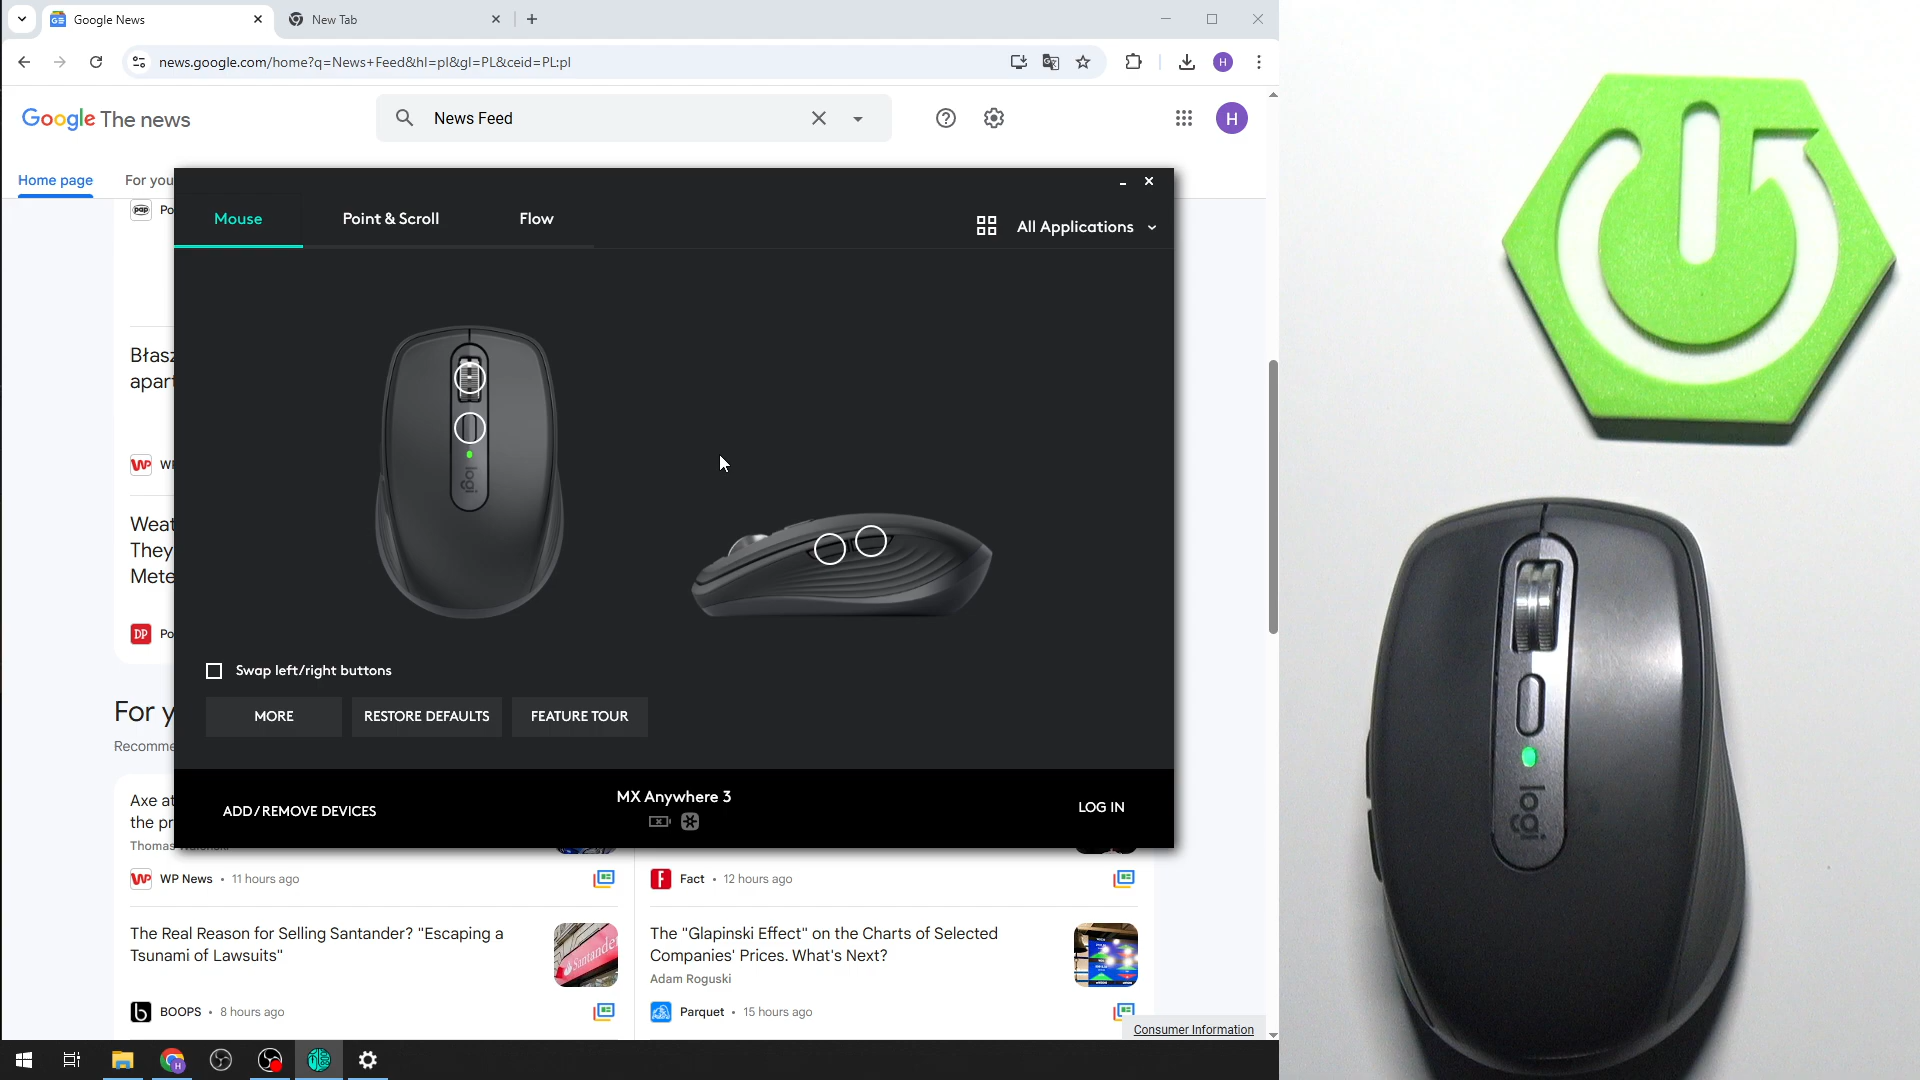 Google News
New Tab
news.google.com/home?q=News+Feed&hl=pl&gl=PL&ceid=PL:pl
H
Google The news
News Feed
H
Home page
For you
Mouse
Point & Scroll
Flow
All Applications
Błasz
apart
Weat
They
Mete
DP
Po
For y
Recomme
Swap left/right buttons
MORE
RESTORE DEFAULTS
FEATURE TOUR
ADD/REMOVE DEVICES
MX Anywhere 3
LOG IN
Axe at
the pr
WP News • 11 hours ago
Fact • 12 hours ago
The Real Reason for Selling Santander? "Escaping a
Tsunami of Lawsuits"
Santander
BOOPS • 8 hours ago
The "Glapinski Effect" on the Charts of Selected
Companies' Prices. What's Next?
Adam Roguski
Parquet • 15 hours ago
Consumer Information
logi
logi